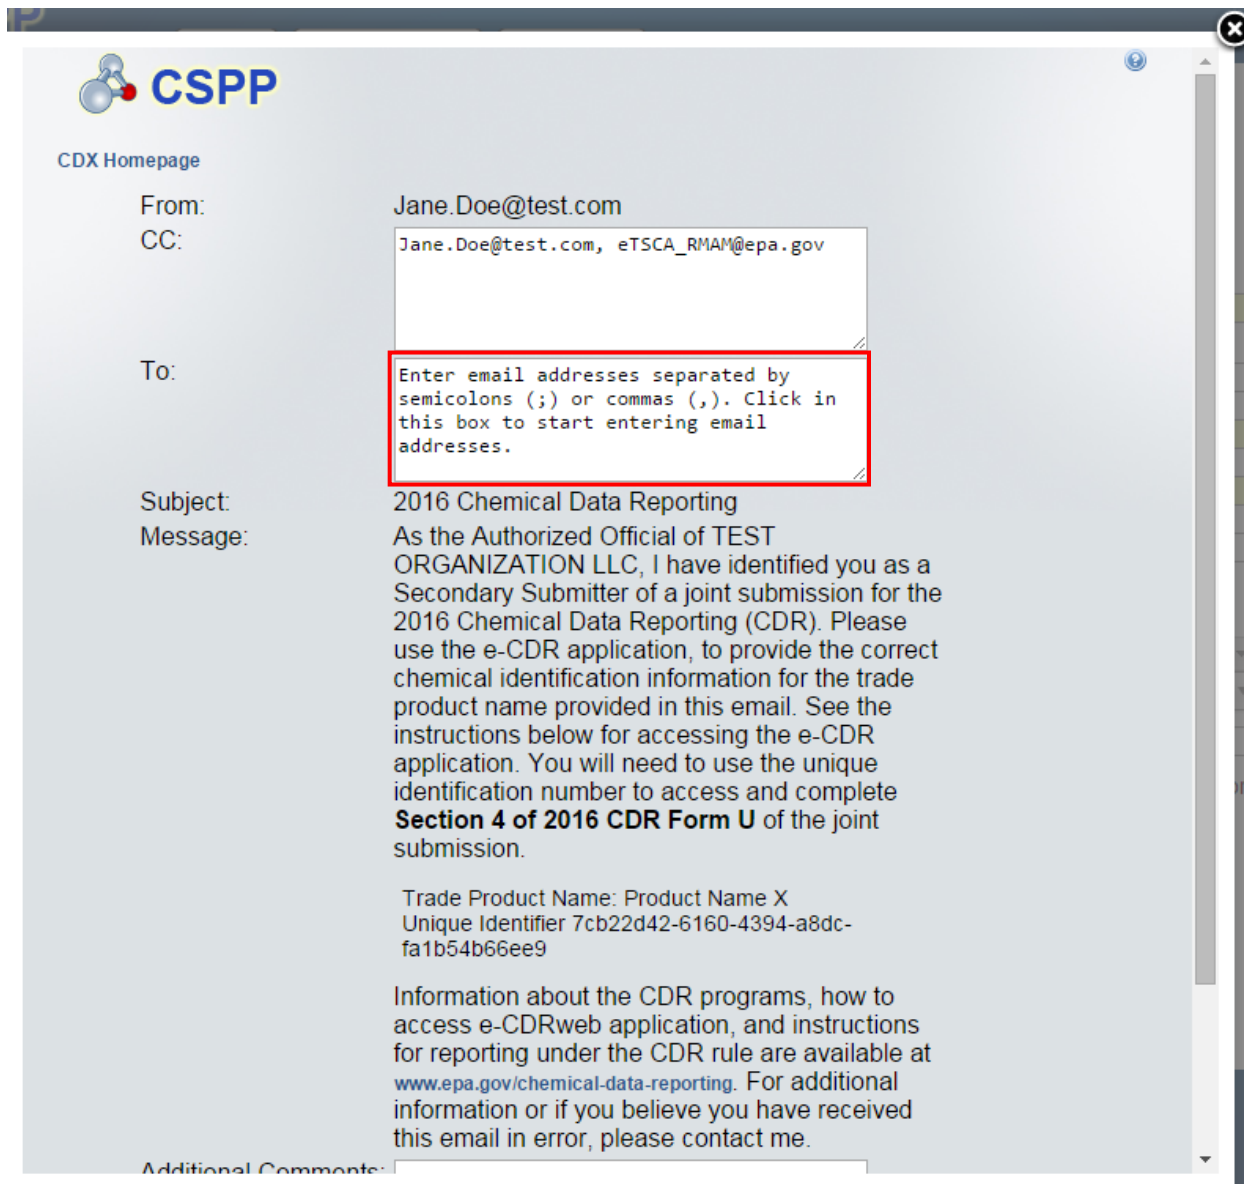 CSPP
CDX Homepage
From: Jane.Doe@test.com
CC: Jane.Doe@test.com, eTSCA_RMAM@epa.gov
To: Enter email addresses separated by
semicolons (;) or commas (,). Click in
this box to start entering email
addresses.
Subject: 2016 Chemical Data Reporting
Message: As the Authorized Official of TEST
ORGANIZATION LLC, I have identified you as a
Secondary Submitter of a joint submission for the
2016 Chemical Data Reporting (CDR). Please
use the e-CDR application, to provide the correct
chemical identification information for the trade
product name provided in this email. See the
instructions below for accessing the e-CDR
application. You will need to use the unique
identification number to access and complete
Section 4 of 2016 CDR Form U of the joint
submission.
Trade Product Name: Product Name X
Unique Identifier 7cb22d42-6160-4394-a8dc-
fa1b54b66ee9
Information about the CDR programs, how to
access e-CDRweb application, and instructions
for reporting under the CDR rule are available at
www.epa.gov/chemical-data-reporting. For additional
information or if you believe you have received
this email in error, please contact me.
Additional Comments: